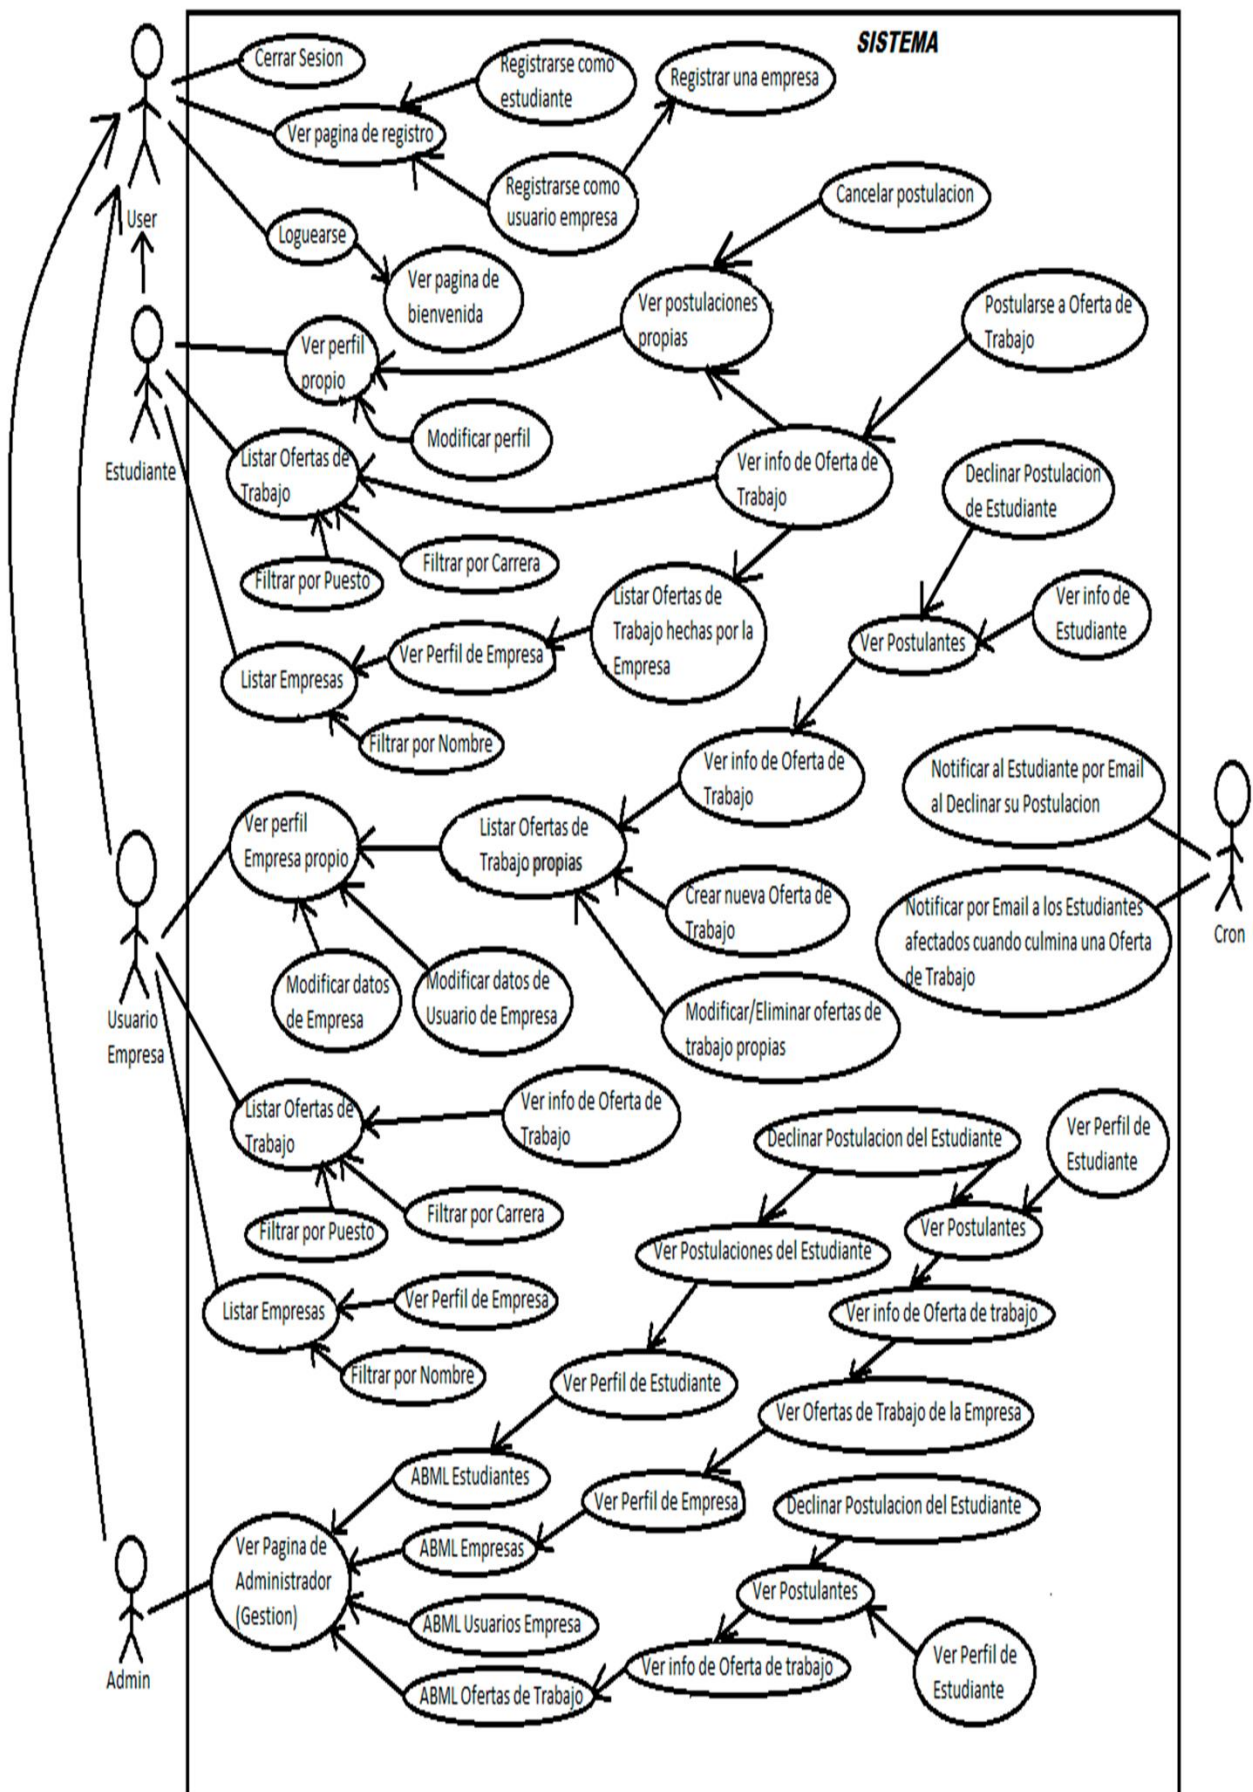 SISTEMA
Cerrar Sesion
Registrarse como
estudiante
Registrar una empresa
Ver pagina de registro
Registrarse como
usuario empresa
Cancelar postulacion
User
Loguearse
Ver pagina de
bienvenida
Ver postulaciones
propias
Postularse a Oferta de
Trabajo
Ver perfil
propio
Modificar perfil
Estudiante
Listar Ofertas de
Trabajo
Ver info de Oferta de
Trabajo
Declinar Postulacion
de Estudiante
Filtrar por Puesto
Filtrar por Carrera
Listar Ofertas de
Trabajo hechas por la
Empresa
Ver info de
Estudiante
Ver Postulantes
Ver Perfil de Empresa
Listar Empresas
Filtrar por Nombre
Ver info de Oferta de
Trabajo
Notificar al Estudiante por Email
al Declinar su Postulacion
Ver perfil
Empresa propio
Listar Ofertas de
Trabajo propias
Crear nueva Oferta de
Trabajo
Notificar por Email a los Estudiantes
afectados cuando culmina una Oferta
de Trabajo
Cron
Modificar datos
de Empresa
Modificar datos de
Usuario de Empresa
Modificar/Eliminar ofertas de
trabajo propias
Usuario
Empresa
Listar Ofertas de
Trabajo
Ver info de Oferta de
Trabajo
Declinar Postulacion del Estudiante
Ver Perfil de
Estudiante
Filtrar por Puesto
Filtrar por Carrera
Ver Postulantes
Ver Postulaciones del Estudiante
Listar Empresas
Ver Perfil de Empresa
Ver info de Oferta de trabajo
Filtrar por Nombre
Ver Perfil de Estudiante
Ver Ofertas de Trabajo de la Empresa
ABML Estudiantes
Ver Perfil de Empresa
Declinar Postulacion del Estudiante
Ver Pagina de
Administrador
(Gestion)
ABML Empresas
Ver Postulantes
ABML Usuarios Empresa
Ver info de Oferta de trabajo
Ver Perfil de
Estudiante
Admin
ABML Ofertas de Trabajo